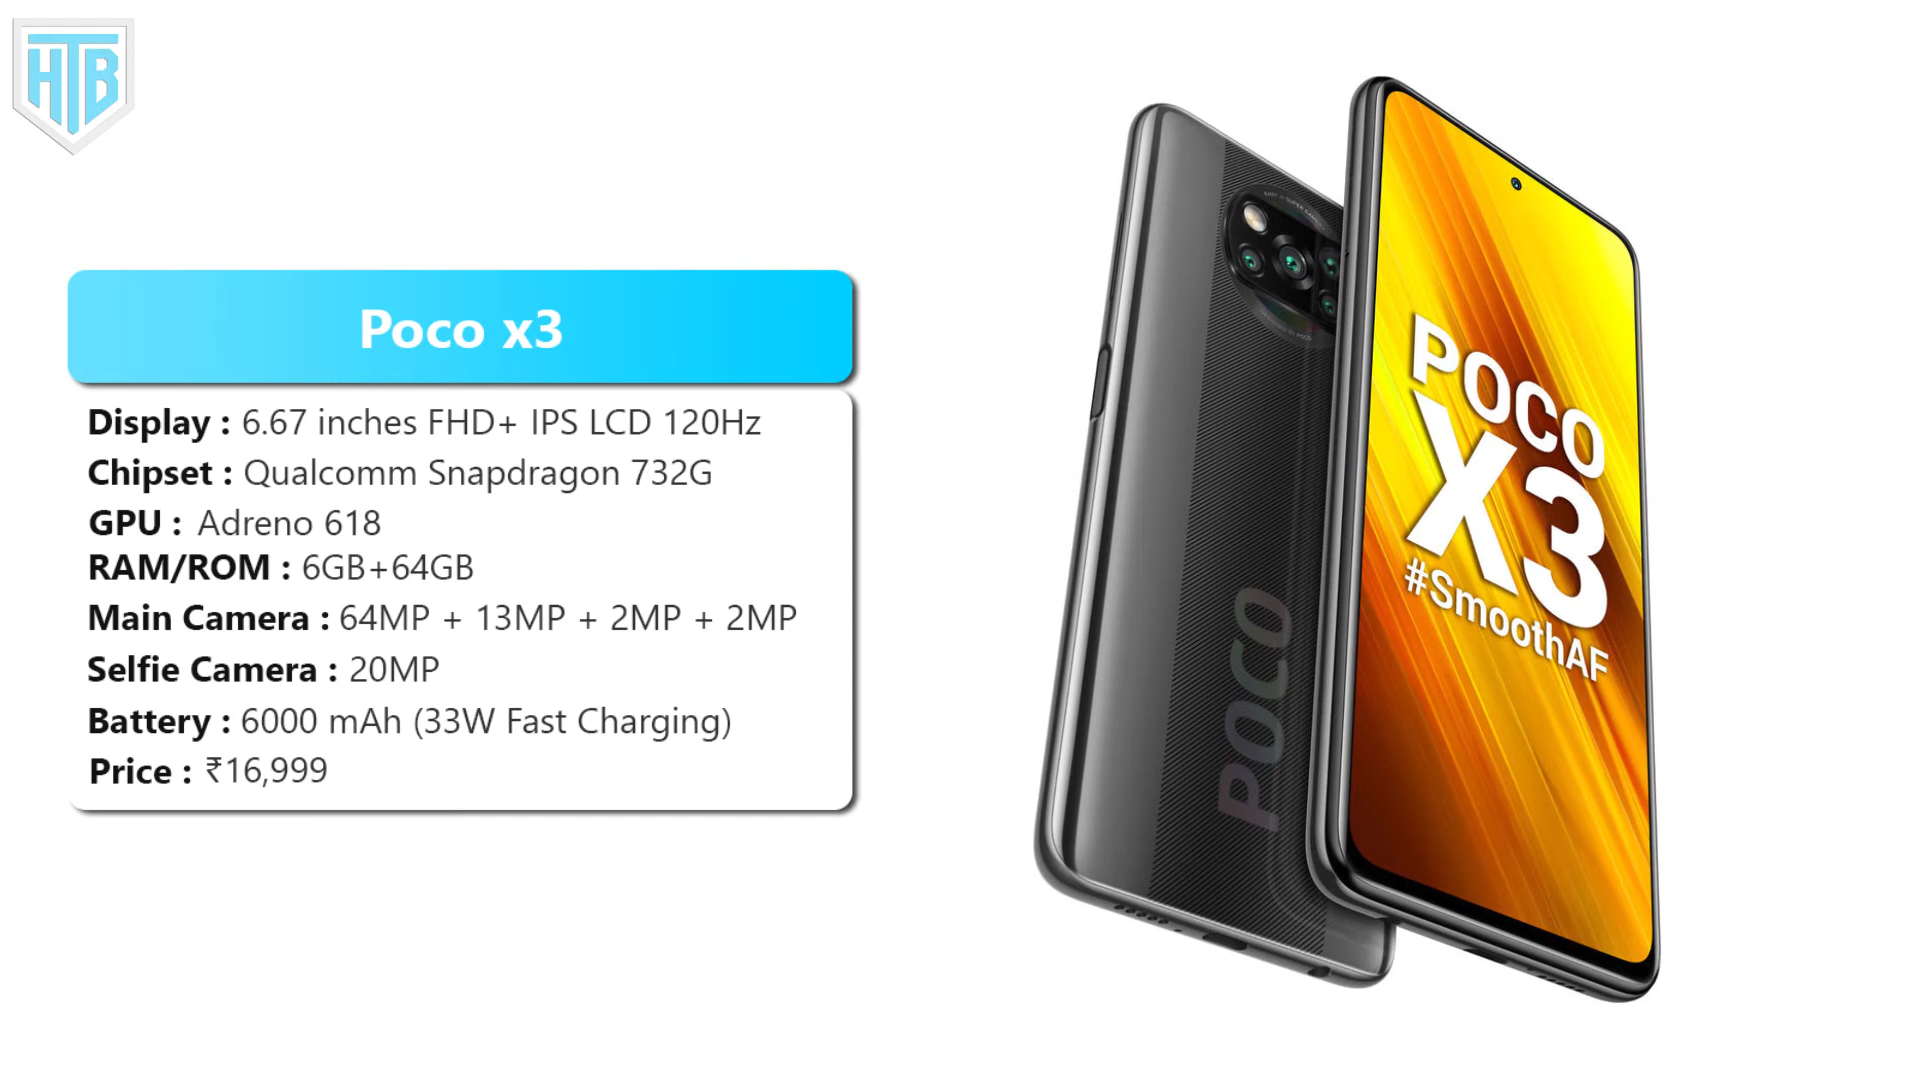 HTB
Poco x3
Display : 6.67 inches FHD+ IPS LCD 120Hz
Chipset : Qualcomm Snapdragon 732G
GPU : Adreno 618
RAM/ROM : 6GB+64GB
Main Camera : 64MP + 13MP + 2MP + 2MP
Selfie Camera : 20MP
Battery : 6000 mAh (33W Fast Charging)
Price : ₹16,999
POCO
POCO
X3
#SmoothAF